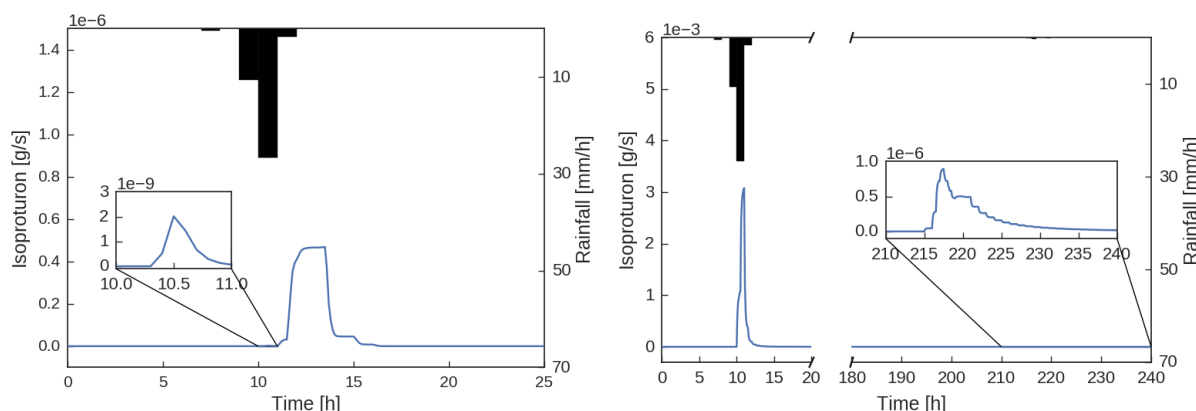 1e−6
1.4
1.2
1.0
0.8
0.6
0.4
0.2
0.0
Isoproturon [g/s]
10
30
50
70
Rainfall [mm/h]
1e−9
3
2
1
0
10.0 10.5 11.0
0 5 10 15 20 25
Time [h]
1e−3
6
5
4
3
2
1
0
Isoproturon [g/s]
10
30
50
70
Rainfall [mm/h]
1e−6
1.0
0.5
0.0
210 215 220 225 230 235 240
0 5 10 15 20 180 190 200 210 220 230 240
Time [h]